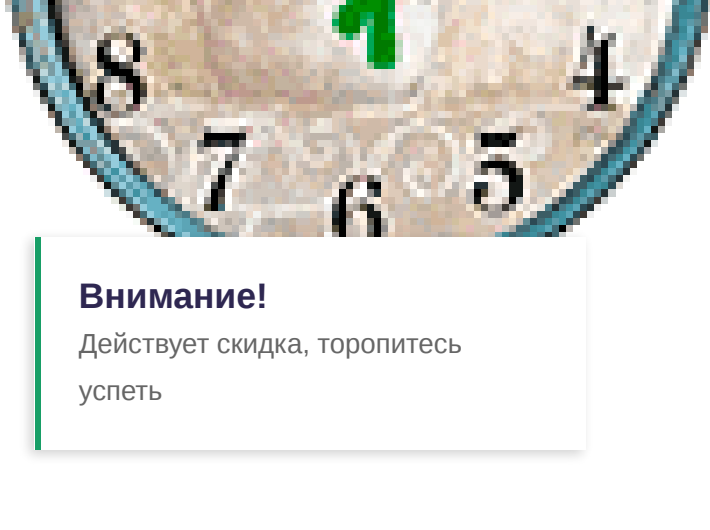 8 4
7 5
6
Внимание!
Действует скидка, торопитесь
успеть